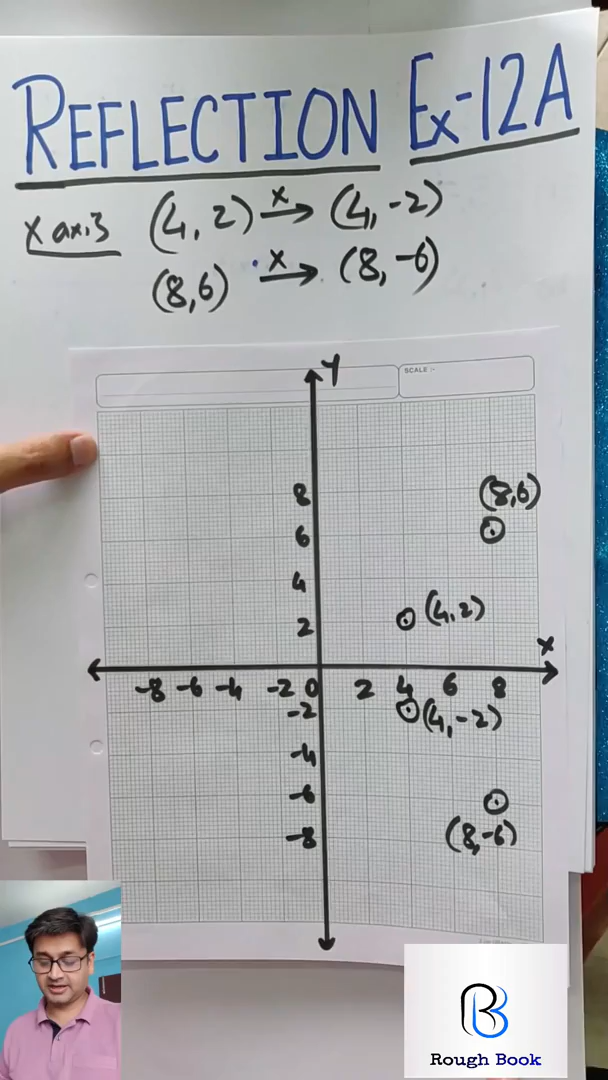 REFLECTION Ex-12A
X axis (4, 2) x→ (4, -2)
(8,6) x→ (8, -6)
Y
SCALE :-
8 (8,6)
6
4
2 (4,2)
x
-8 -6 -4 -2 0 2 4 6 8
-2 (4, -2)
-4
-6
-8 (8, -6)
Rough Book